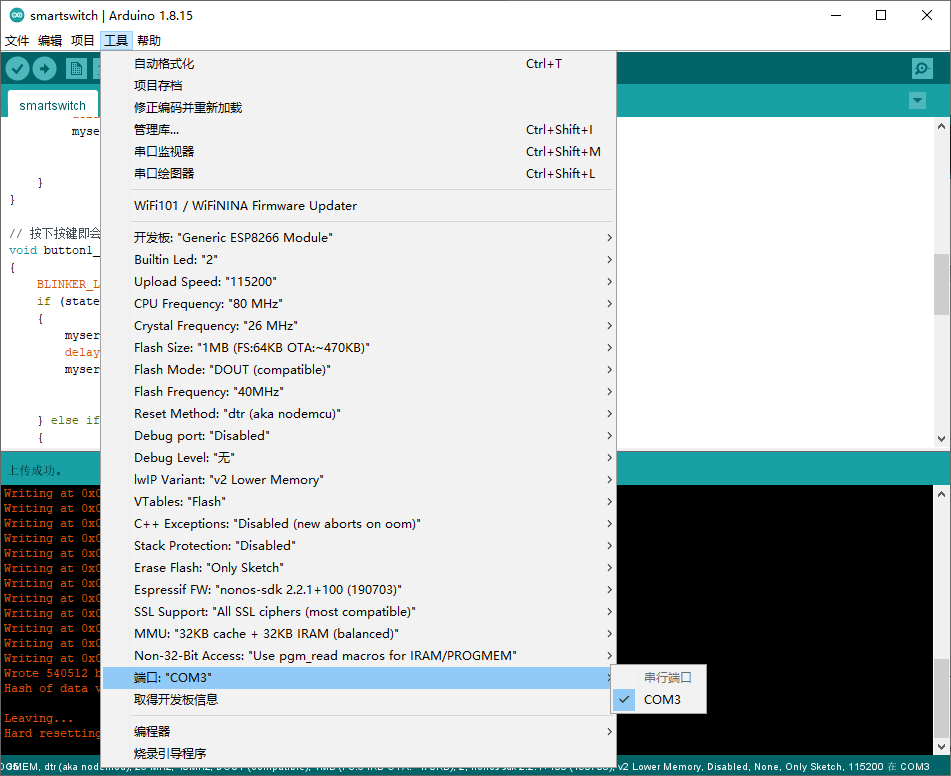 smartswitch | Arduino 1.8.15
文件 编辑 项目 工具 帮助
smartswitch
自动格式化 Ctrl+T
项目存档
修正编码并重新加载
管理库... Ctrl+Shift+I
串口监视器 Ctrl+Shift+M
串口绘图器 Ctrl+Shift+L
WiFi101 / WiFiNINA Firmware Updater
开发板: "Generic ESP8266 Module"
Builtin Led: "2"
Upload Speed: "115200"
CPU Frequency: "80 MHz"
Crystal Frequency: "26 MHz"
Flash Size: "1MB (FS:64KB OTA:~470KB)"
Flash Mode: "DOUT (compatible)"
Flash Frequency: "40MHz"
Reset Method: "dtr (aka nodemcu)"
Debug port: "Disabled"
Debug Level: "无"
lwIP Variant: "v2 Lower Memory"
VTables: "Flash"
C++ Exceptions: "Disabled (new aborts on oom)"
Stack Protection: "Disabled"
Erase Flash: "Only Sketch"
Espressif FW: "nonos-sdk 2.2.1+100 (190703)"
SSL Support: "All SSL ciphers (most compatible)"
MMU: "32KB cache + 32KB IRAM (balanced)"
Non-32-Bit Access: "Use pgm_read macros for IRAM/PROGMEM"
端口: "COM3"
串行端口
COM3
取得开发板信息
编程器
烧录引导程序
myse
}
}
// 按下按键即会
void button1_
{
BLINKER_L
if (state
{
myser
delay
myser
} else if
{
上传成功。
Writing at 0x0
Writing at 0x0
Writing at 0x0
Writing at 0x0
Writing at 0x0
Writing at 0x0
Writing at 0x0
Writing at 0x0
Writing at 0x0
Writing at 0x0
Writing at 0x0
Writing at 0x0
Wrote 540512 b
Hash of data v
Leaving...
Hard resetting
v2 Lower Memory, Disabled, None, Only Sketch, 115200 在 COM3